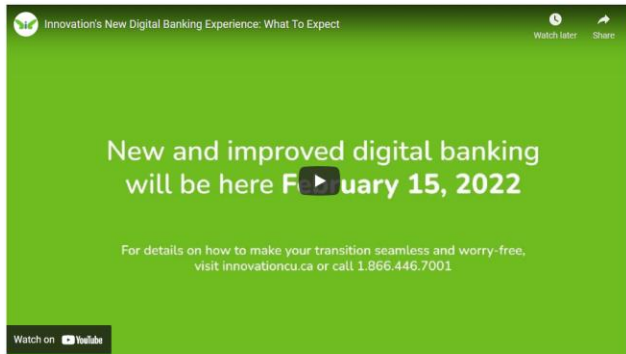 Innovation's New Digital Banking Experience: What To Expect
Watch later
Share
New and improved digital banking
will be here February 15, 2022
For details on how to make your transition seamless and worry-free,
visit innovationcu.ca or call 1.866.446.7001
Watch on YouTube